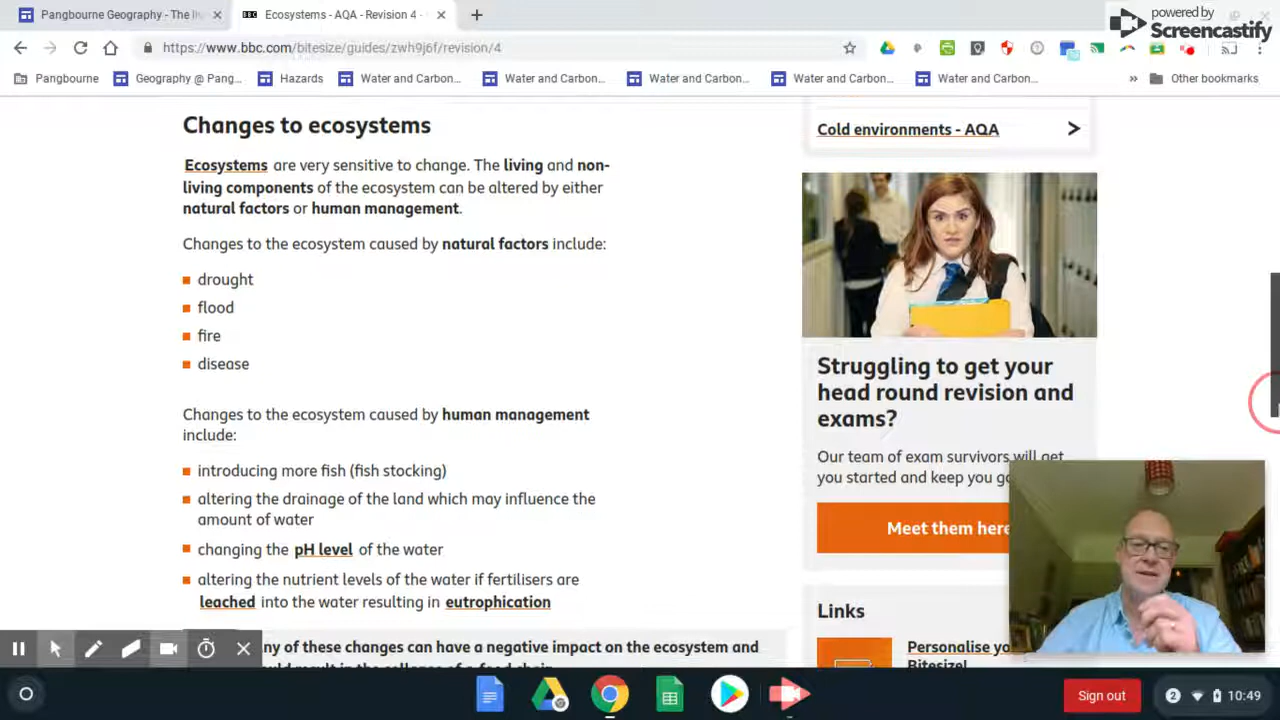 Pangbourne Geography - The li
BBC Ecosystems - AQA - Revision 4 -
powered by
Screencastify
https://www.bbc.com/bitesize/guides/zwh9j6f/revision/4
Pangbourne
Geography @ Pang...
Hazards
Water and Carbon...
Water and Carbon...
Water and Carbon...
Water and Carbon...
Water and Carbon...
»
Other bookmarks
Changes to ecosystems
Ecosystems are very sensitive to change. The living and non-
living components of the ecosystem can be altered by either
natural factors or human management.
Changes to the ecosystem caused by natural factors include:
drought
flood
fire
disease
Changes to the ecosystem caused by human management
include:
introducing more fish (fish stocking)
altering the drainage of the land which may influence the
amount of water
changing the pH level of the water
altering the nutrient levels of the water if fertilisers are
leached into the water resulting in eutrophication
ny of these changes can have a negative impact on the ecosystem and
Cold environments - AQA
Struggling to get your
head round revision and
exams?
Our team of exam survivors will get
you started and keep you go
Meet them here
Links
Personalise yo
Bitesize!
Sign out
2
10:49